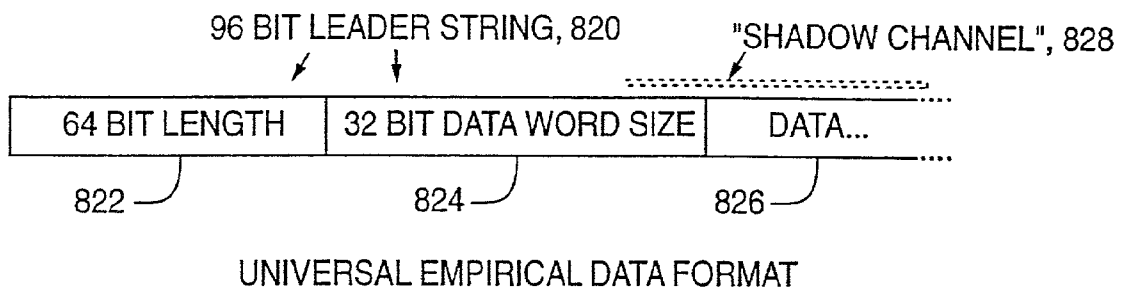 96 BIT LEADER STRING, 820
"SHADOW CHANNEL", 828
64 BIT LENGTH
32 BIT DATA WORD SIZE
DATA...
822
824
826
UNIVERSAL EMPIRICAL DATA FORMAT